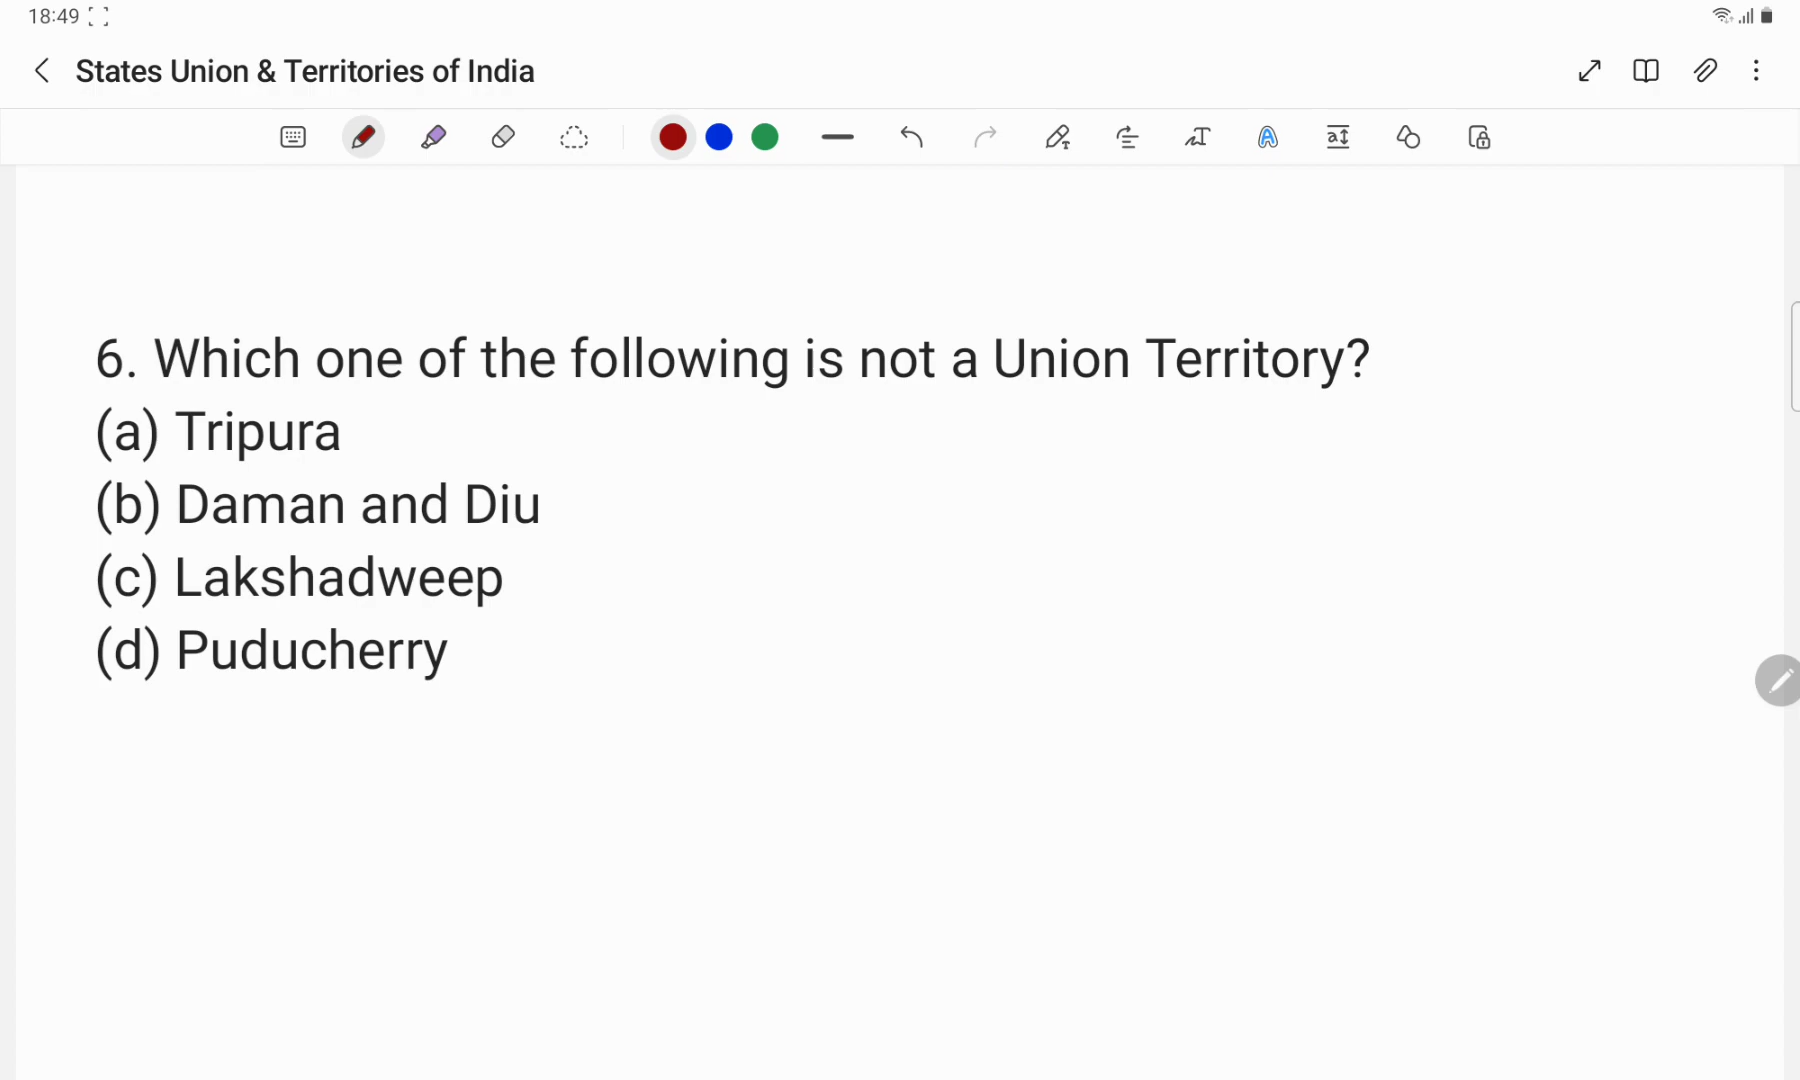 18:49
States Union & Territories of India
6. Which one of the following is not a Union Territory?
(a) Tripura
(b) Daman and Diu
(c) Lakshadweep
(d) Puducherry